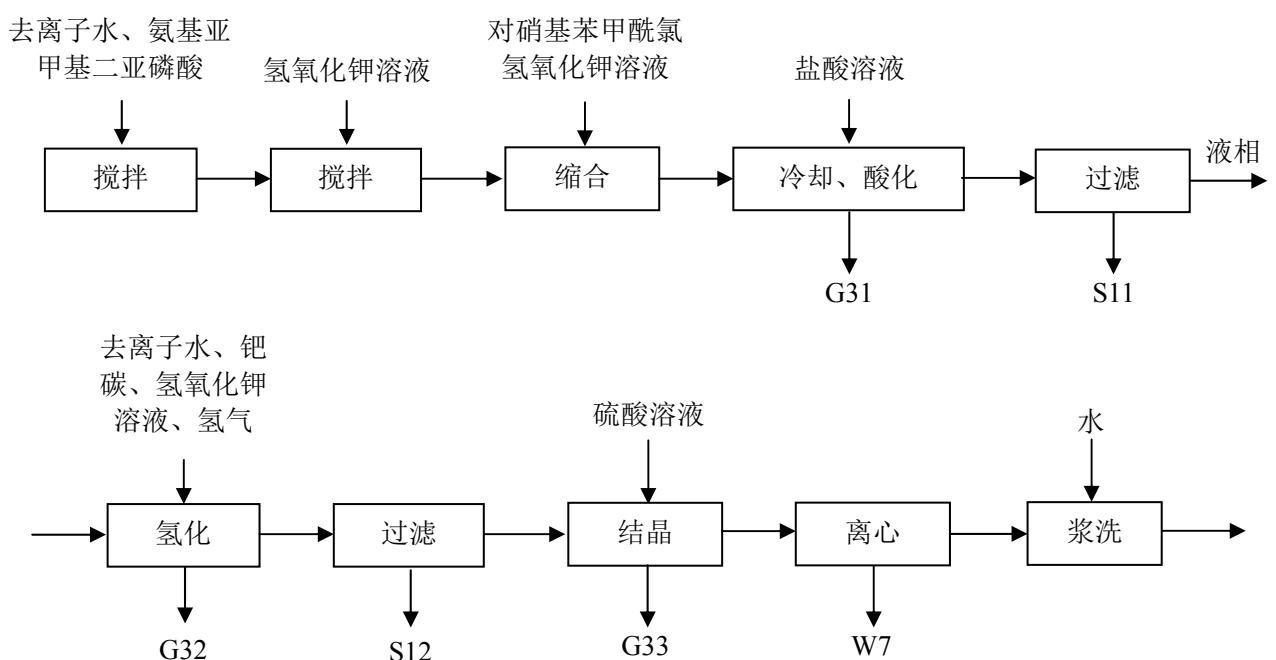 去离子水、氨基亚
甲基二亚磷酸
氢氧化钾溶液
对硝基苯甲酰氯
氢氧化钾溶液
盐酸溶液
搅拌
搅拌
缩合
冷却、酸化
过滤
液相
G31
S11
去离子水、钯
碳、氢氧化钾
溶液、氢气
硫酸溶液
水
氢化
过滤
结晶
离心
浆洗
G32
S12
G33
W7